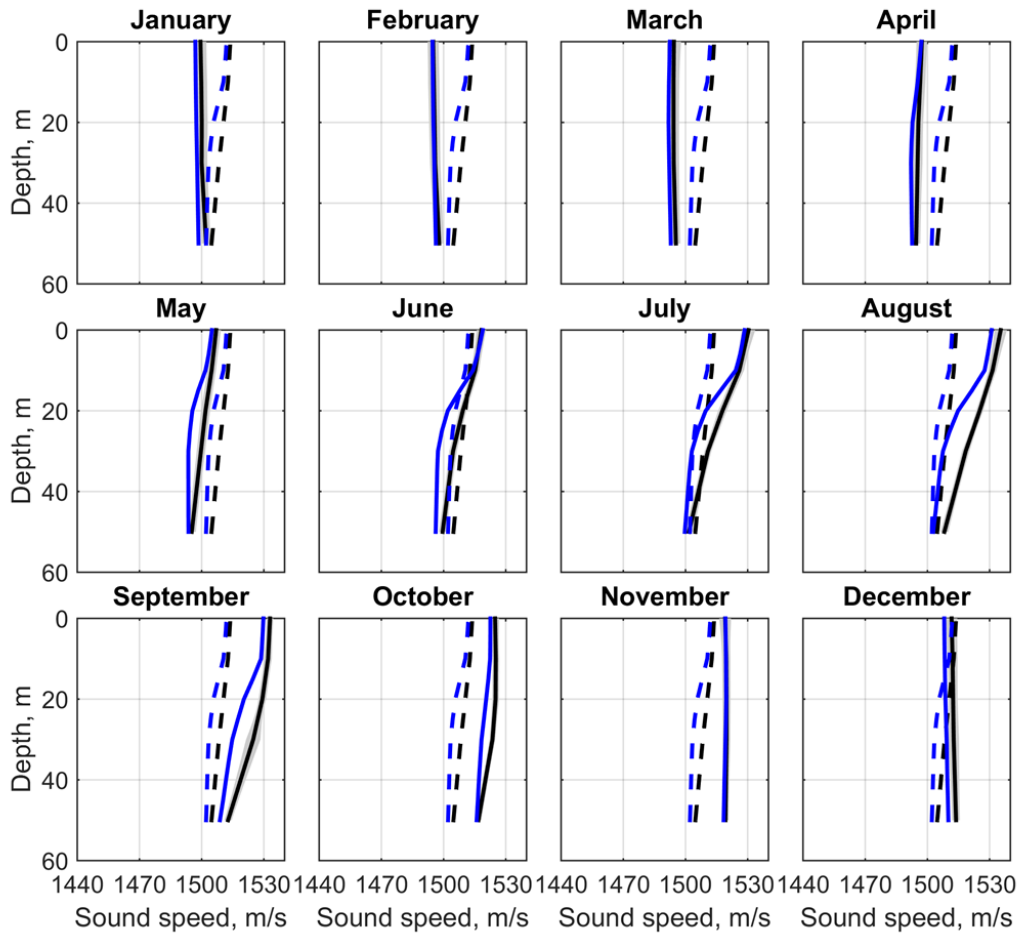 January February March April
0
20
40
60
Depth, m
May June July August
0
20
40
60
Depth, m
September October November December
0
20
40
60
Depth, m
1440 1470 1500 1530 1440 1470 1500 1530 1440 1470 1500 1530 1440 1470 1500 1530
Sound speed, m/s Sound speed, m/s Sound speed, m/s Sound speed, m/s